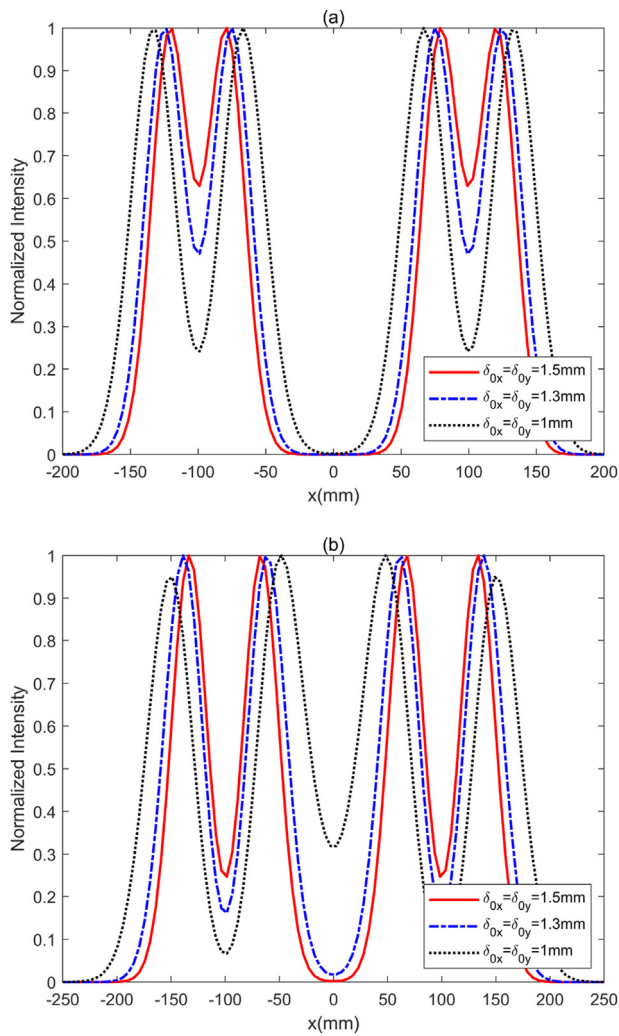 (a)
1
0.9
0.8
0.7
0.6
0.5
0.4
0.3
0.2
0.1
0
Normalized Intensity
-200 -150 -100 -50 0 50 100 150 200
x(mm)
δ0x=δ0y=1.5mm
δ0x=δ0y=1.3mm
δ0x=δ0y=1mm
(b)
1
0.9
0.8
0.7
0.6
0.5
0.4
0.3
0.2
0.1
0
Normalized Intensity
-250 -200 -150 -100 -50 0 50 100 150 200 250
x(mm)
δ0x=δ0y=1.5mm
δ0x=δ0y=1.3mm
δ0x=δ0y=1mm